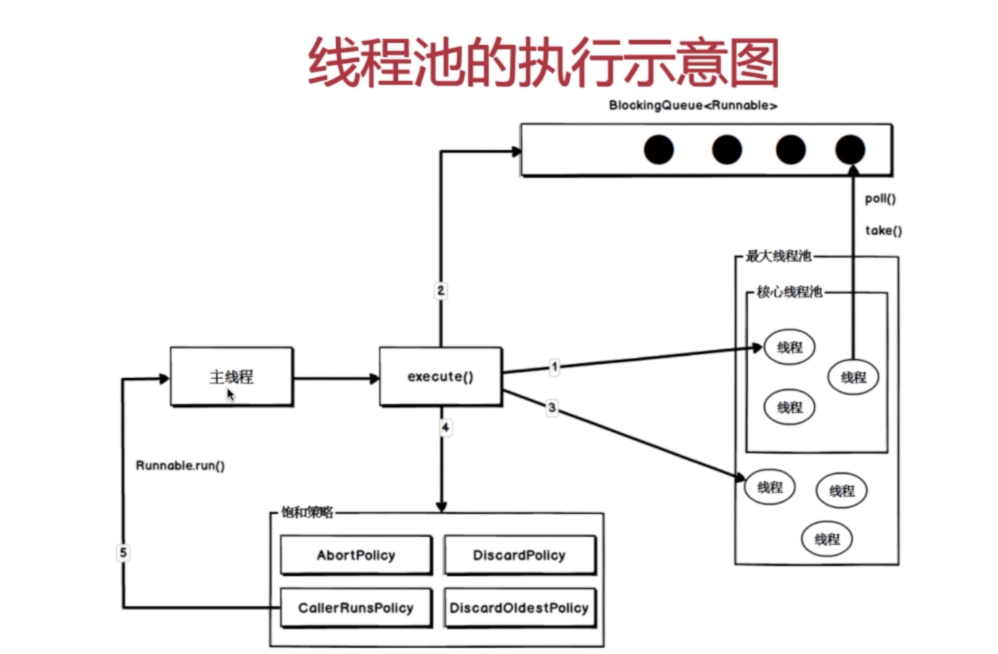 线程池的执行示意图
BlockingQueue<Runnable>
poll()
take()
最大线程池
核心线程池
2
线程
1
主线程
execute()
线程
3
线程
4
Runnable.run()
线程
线程
饱和策略
线程
5
AbortPolicy
DiscardPolicy
CallerRunsPolicy
DiscardOldestPolicy